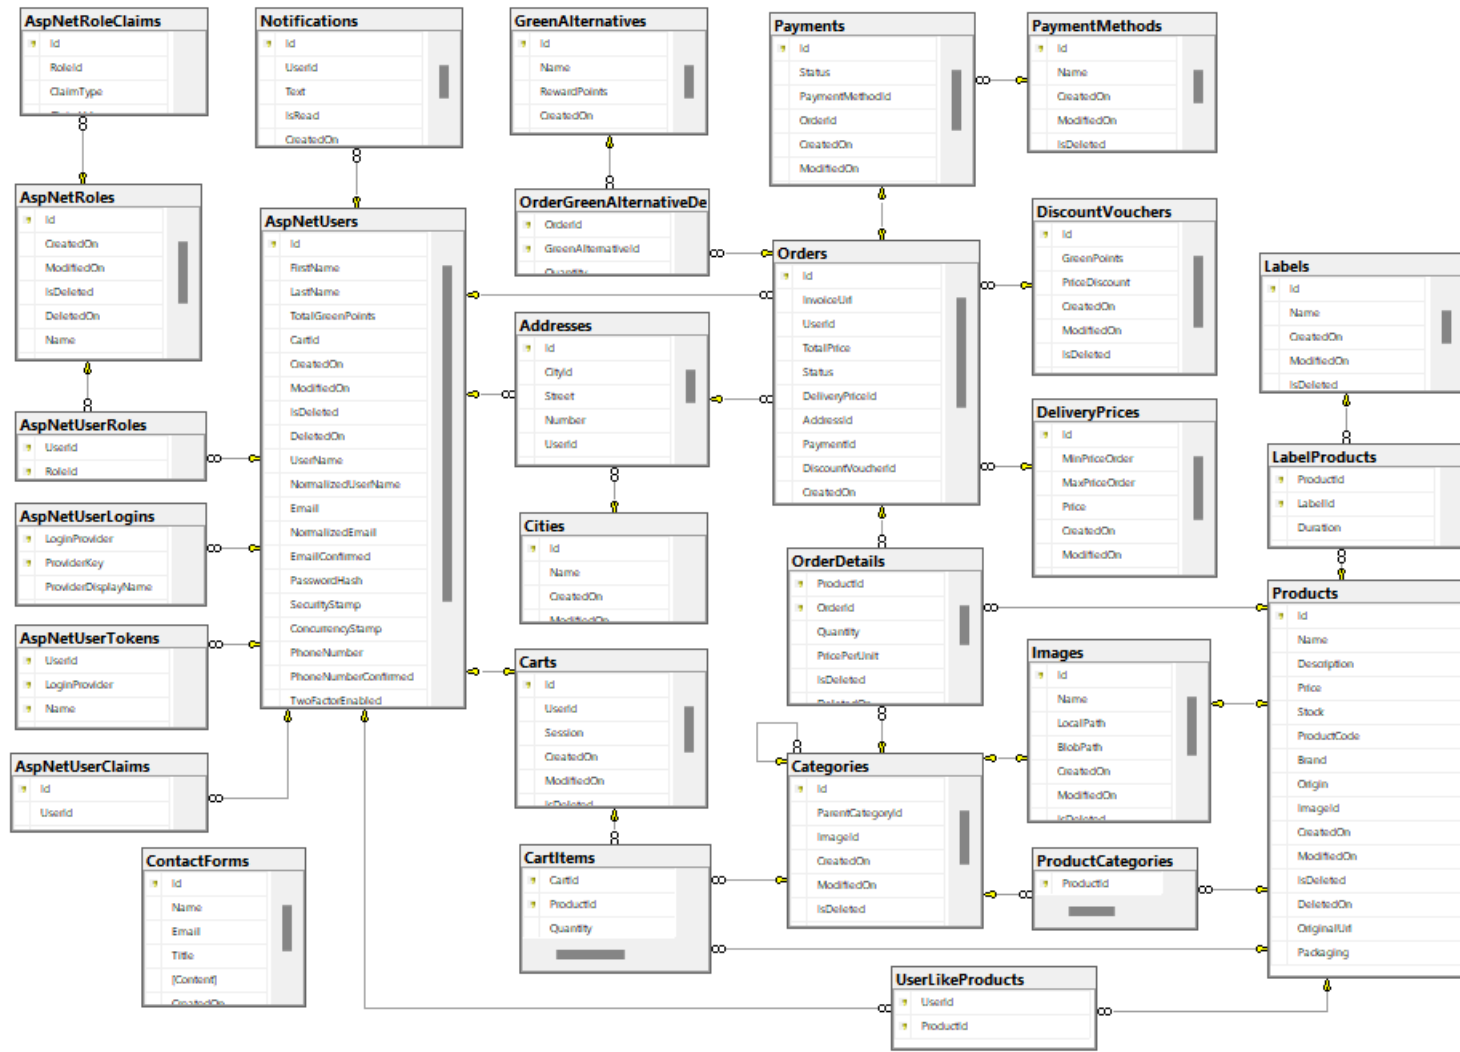 AspNetRoleClaims
Id
RoleId
ClaimType
Notifications
Id
UserId
Text
IsRead
CreatedOn
GreenAlternatives
Id
Name
RewardPoints
CreatedOn
Payments
Id
Status
PaymentMethodId
OrderId
CreatedOn
ModifiedOn
PaymentMethods
Id
Name
CreatedOn
ModifiedOn
IsDeleted
AspNetRoles
Id
CreatedOn
ModifiedOn
IsDeleted
DeletedOn
Name
AspNetUsers
Id
FirstName
LastName
TotalGreenPoints
CartId
CreatedOn
ModifiedOn
IsDeleted
DeletedOn
UserName
NormalizedUserName
Email
NormalizedEmail
EmailConfirmed
PasswordHash
SecurityStamp
ConcurrencyStamp
PhoneNumber
PhoneNumberConfirmed
TwoFactorEnabled
OrderGreenAlternativeDe
OrderId
GreenAlternativeId
Quantity
Orders
Id
InvoiceUrl
UserId
TotalPrice
Status
DeliveryPriceId
AddressId
PaymentId
DiscountVoucherId
CreatedOn
DiscountVouchers
Id
GreenPoints
PriceDiscount
CreatedOn
ModifiedOn
IsDeleted
Labels
Id
Name
CreatedOn
ModifiedOn
IsDeleted
Addresses
Id
CityId
Street
Number
UserId
DeliveryPrices
Id
MinPriceOrder
MaxPriceOrder
Price
CreatedOn
ModifiedOn
AspNetUserRoles
UserId
RoleId
LabelProducts
ProductId
LabelId
Duration
AspNetUserLogins
LoginProvider
ProviderKey
ProviderDisplayName
Cities
Id
Name
CreatedOn
ModifiedOn
OrderDetails
ProductId
OrderId
Quantity
PricePerUnit
IsDeleted
DeletedOn
Products
Id
Name
Description
Price
Stock
ProductCode
Brand
Origin
ImageId
CreatedOn
ModifiedOn
IsDeleted
DeletedOn
OriginalUrl
Packaging
AspNetUserTokens
UserId
LoginProvider
Name
Carts
Id
UserId
Session
CreatedOn
ModifiedOn
IsDeleted
Images
Id
Name
LocalPath
BlobPath
CreatedOn
ModifiedOn
IsDeleted
AspNetUserClaims
Id
UserId
Categories
Id
ParentCategoryId
ImageId
CreatedOn
ModifiedOn
IsDeleted
ContactForms
Id
Name
Email
Title
[Content]
CreatedOn
CartItems
CartId
ProductId
Quantity
ProductCategories
ProductId
UserLikeProducts
UserId
ProductId